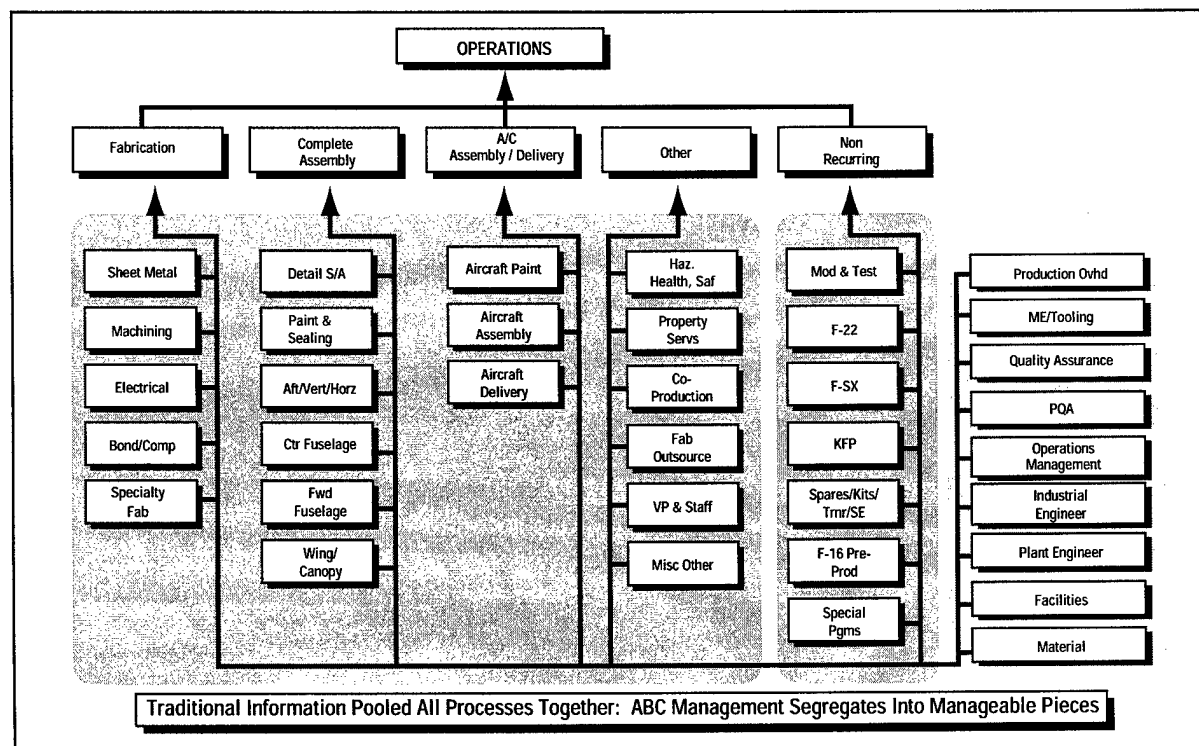 OPERATIONS
Fabrication
Complete
Assembly
A/C
Assembly / Delivery
Other
Non
Recurring
Sheet Metal
Machining
Electrical
Bond/Comp
Specialty
Fab
Detail S/A
Paint &
Sealing
Aft/Vert/Horz
Ctr Fuselage
Fwd
Fuselage
Wing/
Canopy
Aircraft Paint
Aircraft
Assembly
Aircraft
Delivery
Haz.
Health, Saf
Property
Servs
Co-
Production
Fab
Outsource
VP & Staff
Misc Other
Mod & Test
F-22
F-SX
KFP
Spares/Kits/
Trnr/SE
F-16 Pre-
Prod
Special
Pgms
Production Ovhd
ME/Tooling
Quality Assurance
PQA
Operations
Management
Industrial
Engineer
Plant Engineer
Facilities
Material
Traditional Information Pooled All Processes Together: ABC Management Segregates Into Manageable Pieces